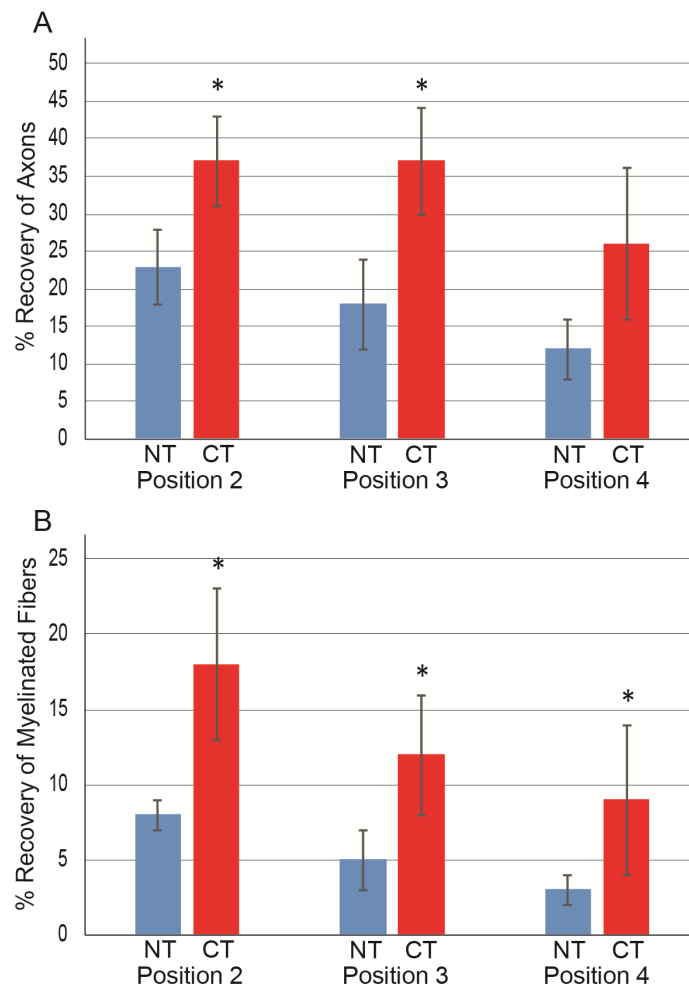 A
% Recovery of Axons
50
45
40
35
30
25
20
15
10
5
0
* *
NT CT NT CT NT CT
Position 2 Position 3 Position 4
B
% Recovery of Myelinated Fibers
25
20
15
10
5
0
* * *
NT CT NT CT NT CT
Position 2 Position 3 Position 4